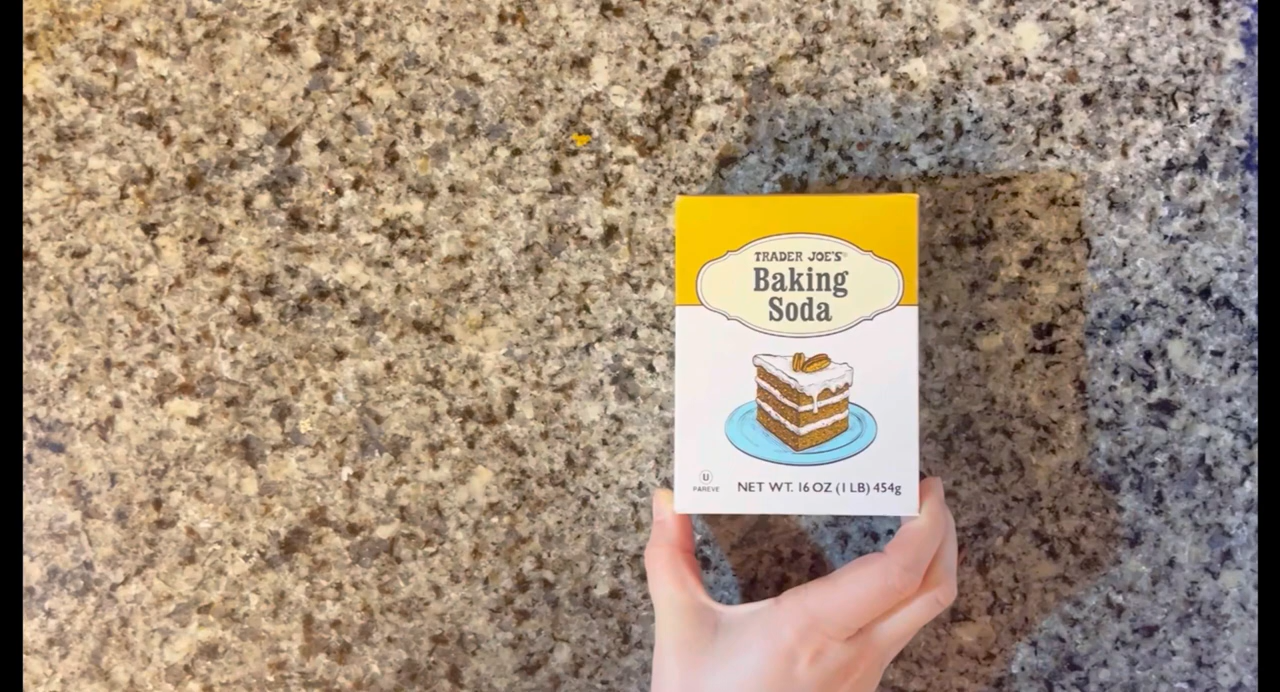 TRADER JOE'S®
Baking
Soda
U
PAREVE
NET WT. 16 OZ (1 LB) 454g